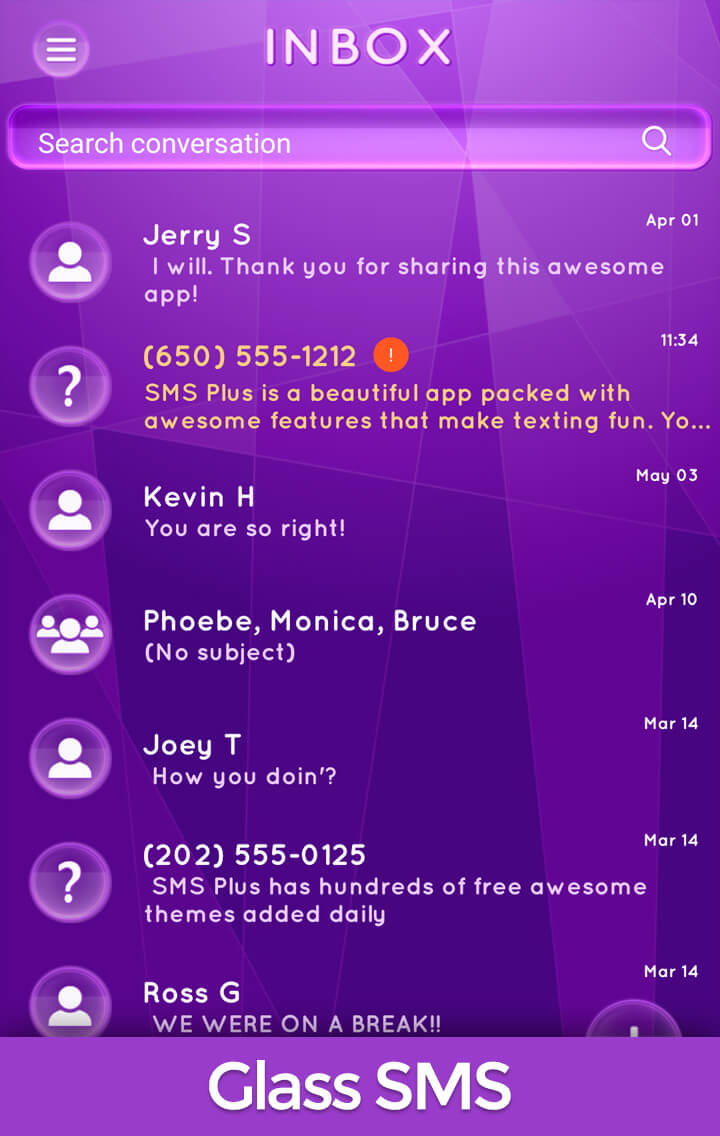 INBOX
Search conversation
Jerry S
Apr 01
I will. Thank you for sharing this awesome
app!
(650) 555-1212 !
11:34
SMS Plus is a beautiful app packed with
awesome features that make texting fun. Yo...
Kevin H
May 03
You are so right!
Phoebe, Monica, Bruce
Apr 10
(No subject)
Joey T
Mar 14
How you doin'?
(202) 555-0125
Mar 14
SMS Plus has hundreds of free awesome
themes added daily
Ross G
Mar 14
WE WERE ON A BREAK!!
Glass SMS